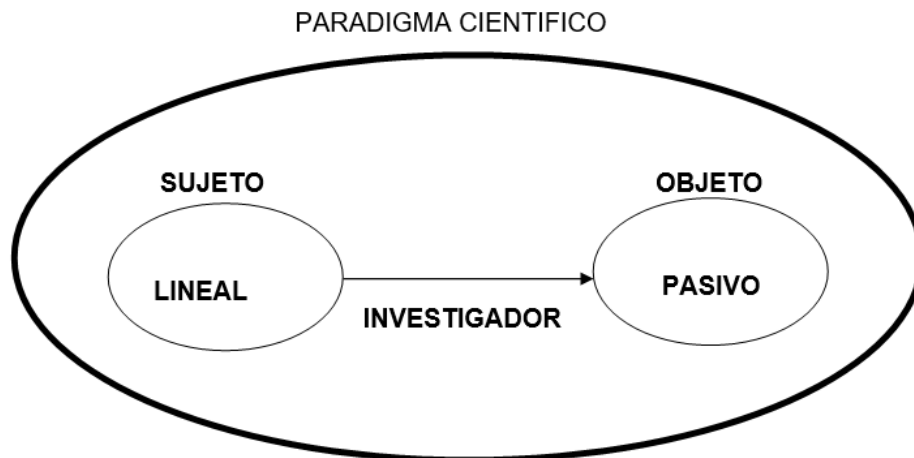 PARADIGMA CIENTIFICO
SUJETO
OBJETO
LINEAL
PASIVO
INVESTIGADOR